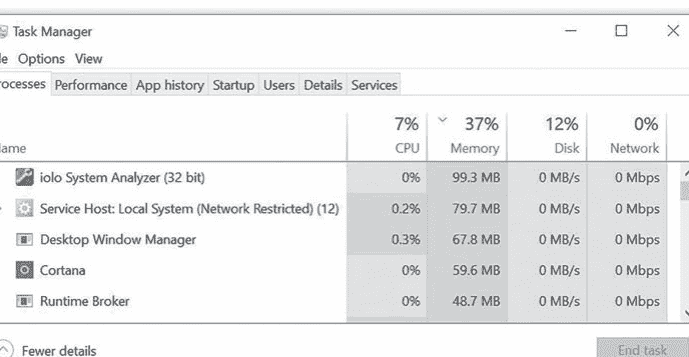 Task Manager
Options View
Performance App history Startup Users Details Services
7% 37% 12% 0%
CPU Memory Disk Network
iolo System Analyzer (32 bit) 0% 99.3 MB 0 MB/s 0 Mbps
Service Host: Local System (Network Restricted) (12) 0.2% 79.7 MB 0 MB/s 0 Mbps
Desktop Window Manager 0.3% 67.8 MB 0 MB/s 0 Mbps
Cortana 0% 59.6 MB 0 MB/s 0 Mbps
Runtime Broker 0% 48.7 MB 0 MB/s 0 Mbps
Fewer details End task